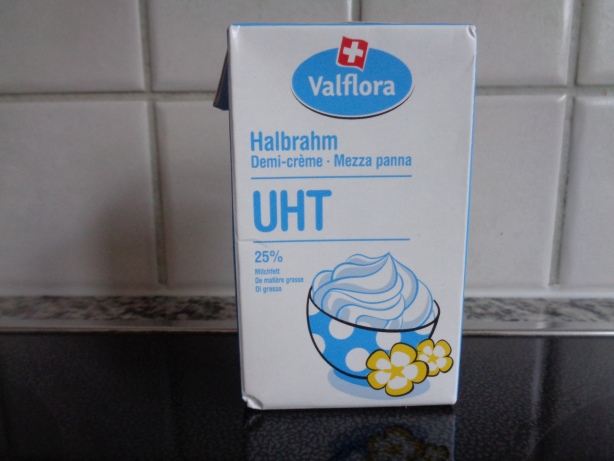 Valflora
Halbrahm
Demi-crème · Mezza panna
UHT
25%
Milchfett
De matière grasse
Di grasso